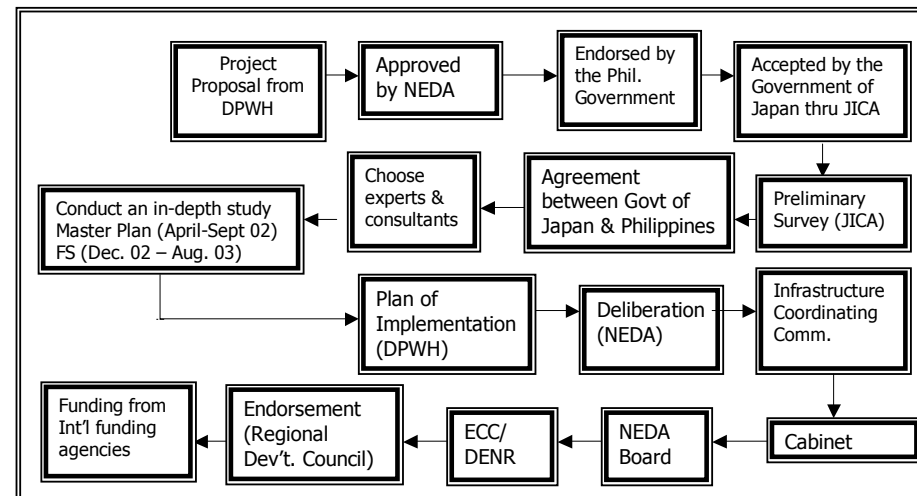 Project
Proposal from
DPWH
Approved
by NEDA
Endorsed by
the Phil.
Government
Accepted by the
Government of
Japan thru JICA
Preliminary
Survey (JICA)
Agreement
between Govt of
Japan & Philippines
Choose
experts &
consultants
Conduct an in-depth study
Master Plan (April-Sept 02)
FS (Dec. 02 – Aug. 03)
Plan of
Implementation
(DPWH)
Deliberation
(NEDA)
Infrastructure
Coordinating
Comm.
Cabinet
NEDA
Board
ECC/
DENR
Endorsement
(Regional
Dev't. Council)
Funding from
Int'l funding
agencies